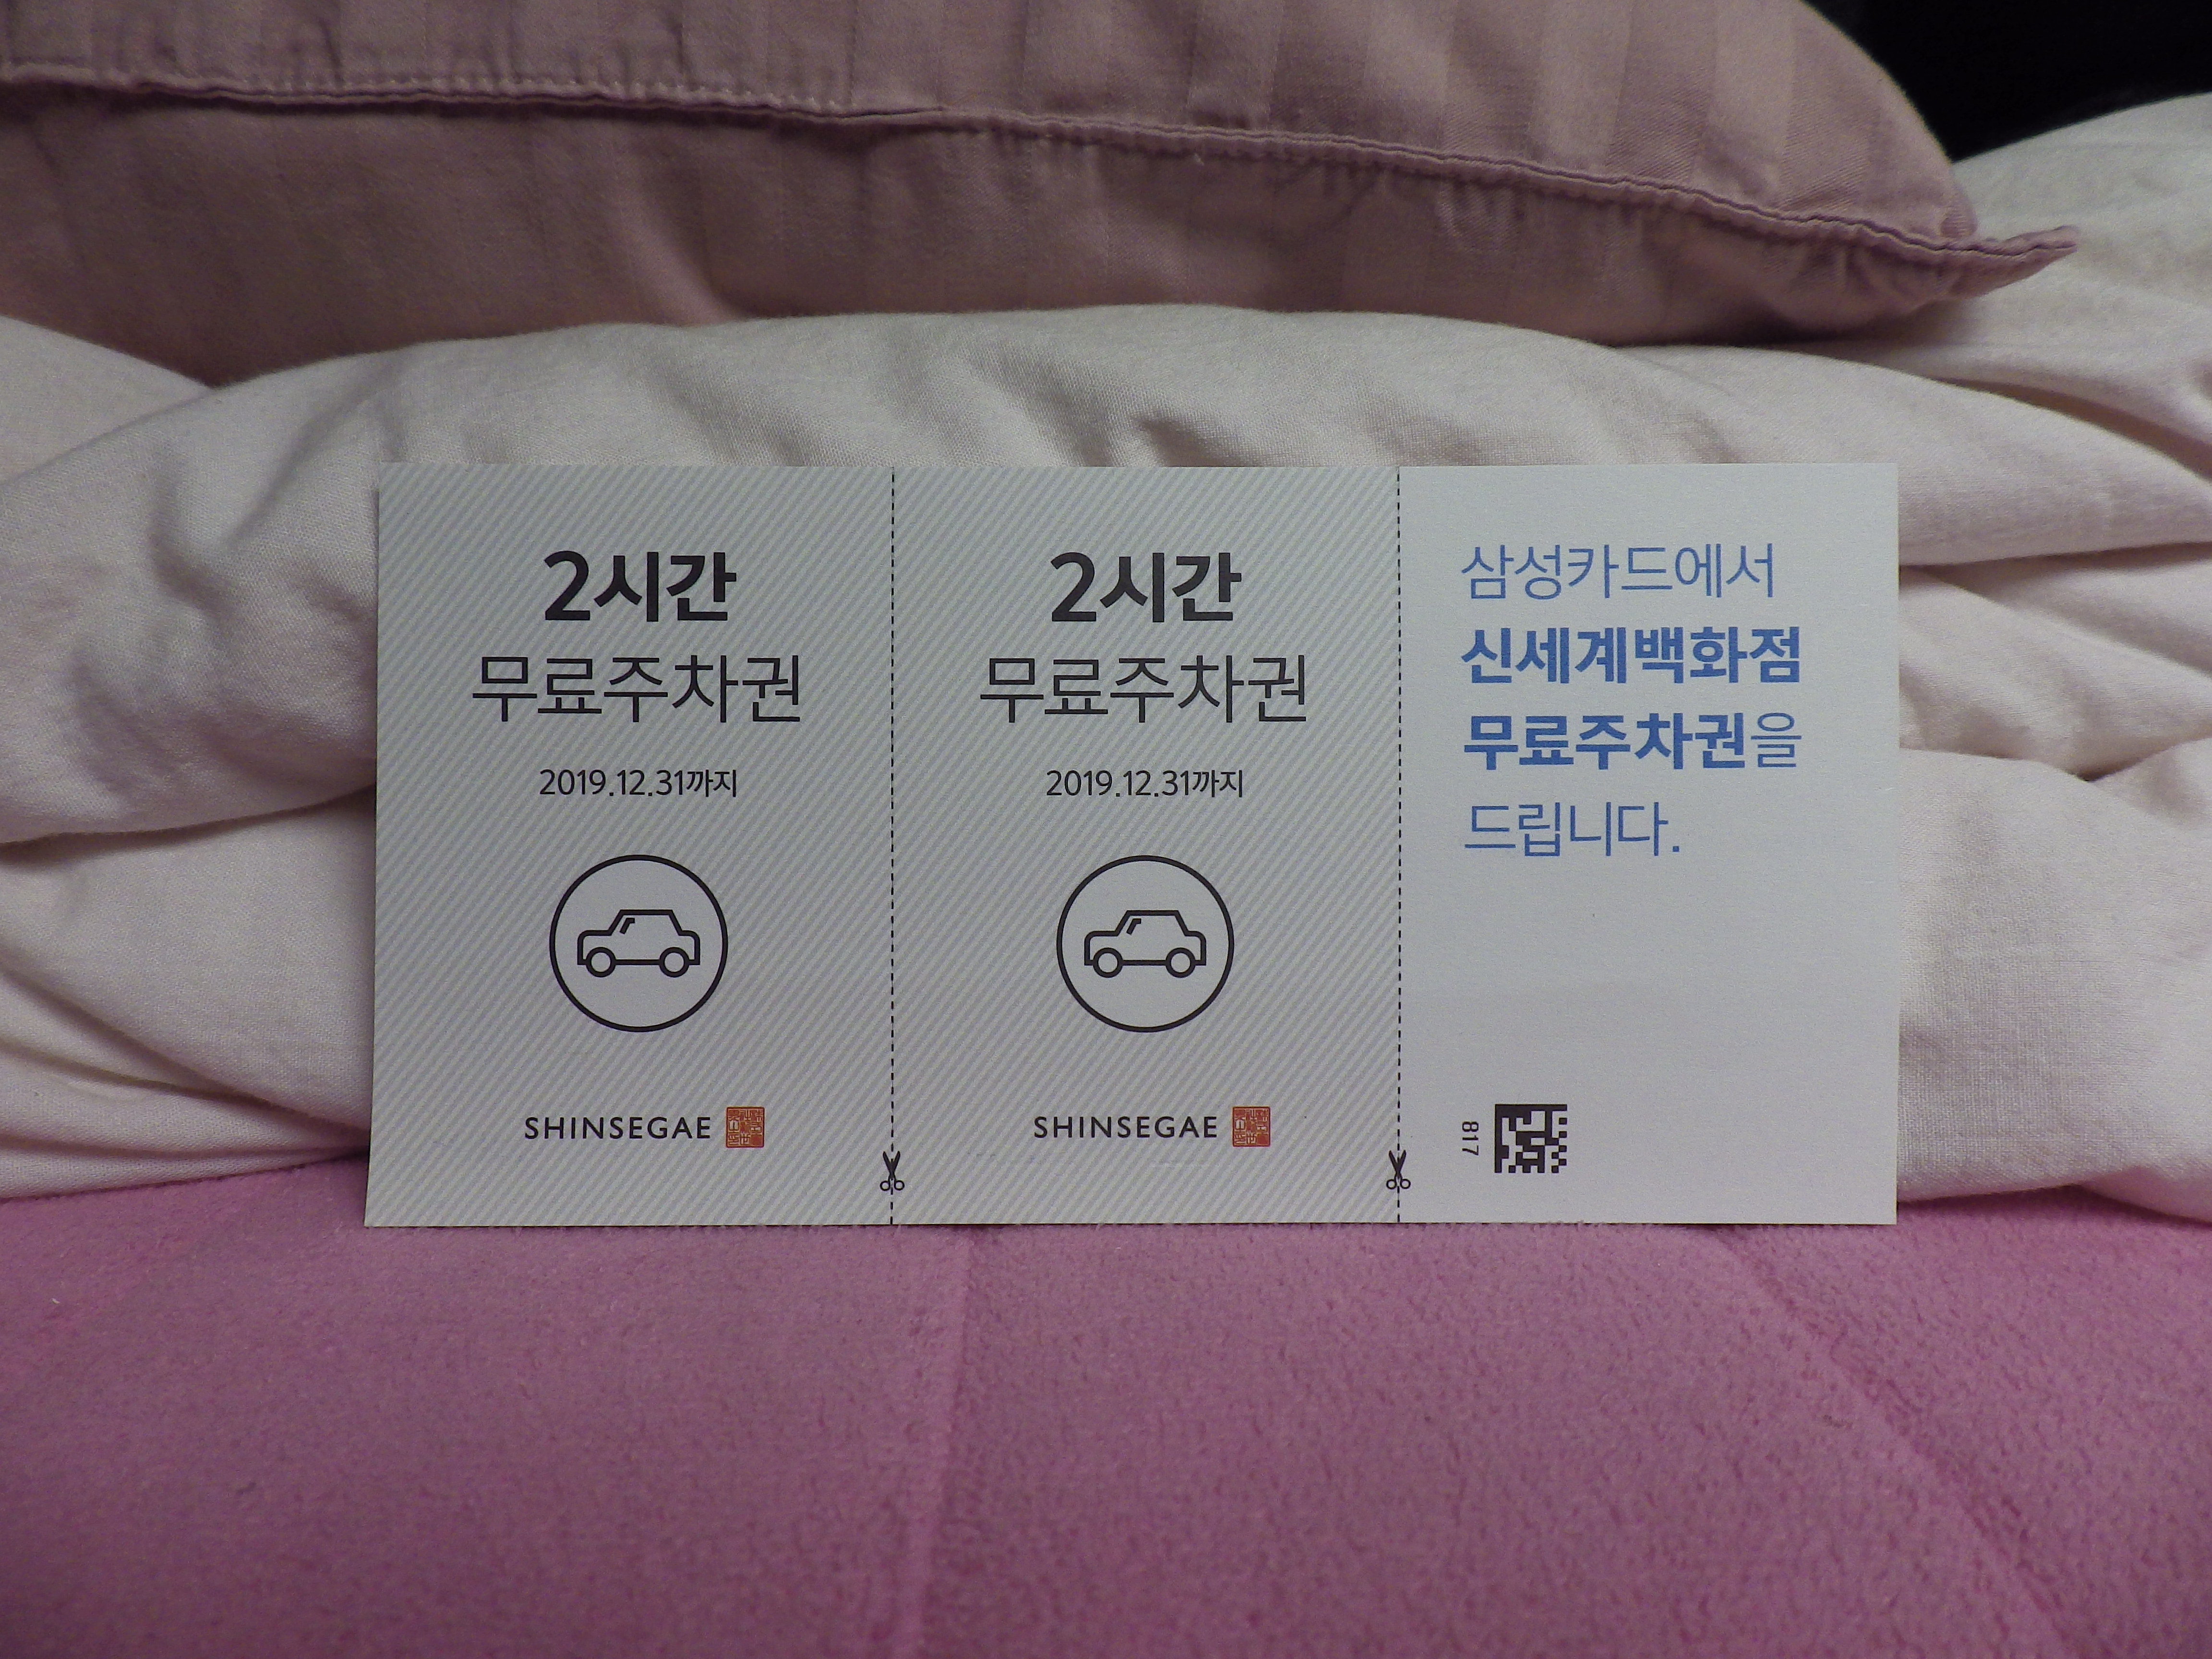 2시간
무료주차권
2019.12.31까지
SHINSEGAE
2시간
무료주차권
2019.12.31까지
SHINSEGAE
삼성카드에서
신세계백화점
무료주차권을
드립니다.
817